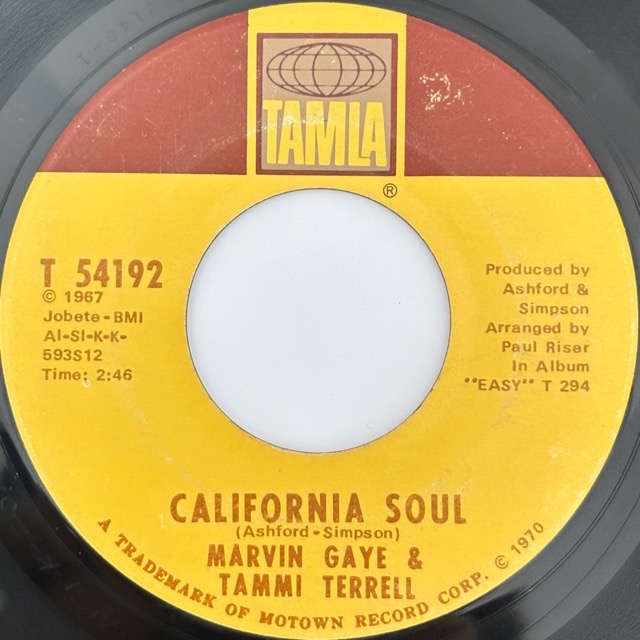 TAMLA
®
T 54192
© 1967
Jobete-BMI
AI-SI-K-K-
593S12
Time: 2:46
Produced by
Ashford &
Simpson
Arranged by
Paul Riser
In Album
"EASY" T 294
CALIFORNIA SOUL
(Ashford-Simpson)
MARVIN GAYE &
TAMMI TERRELL
A TRADEMARK OF MOTOWN RECORD CORP. © 1970